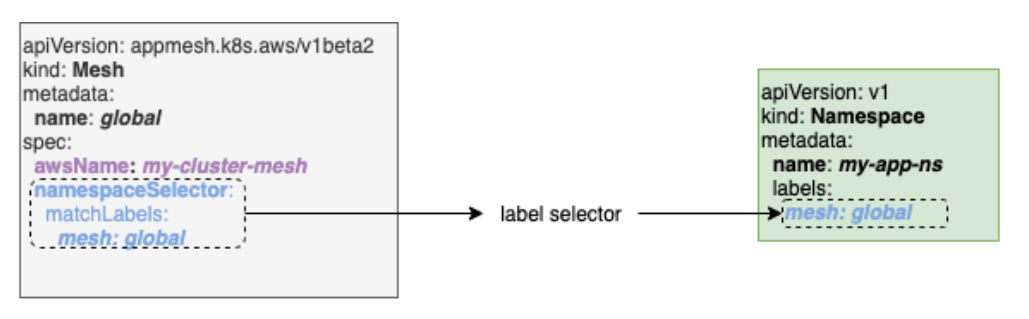 apiVersion: appmesh.k8s.aws/v1beta2
kind: Mesh
metadata:
  name: global
spec:
  awsName: my-cluster-mesh
  namespaceSelector:
    matchLabels:
      mesh: global
label selector
apiVersion: v1
kind: Namespace
metadata:
  name: my-app-ns
  labels:
    mesh: global